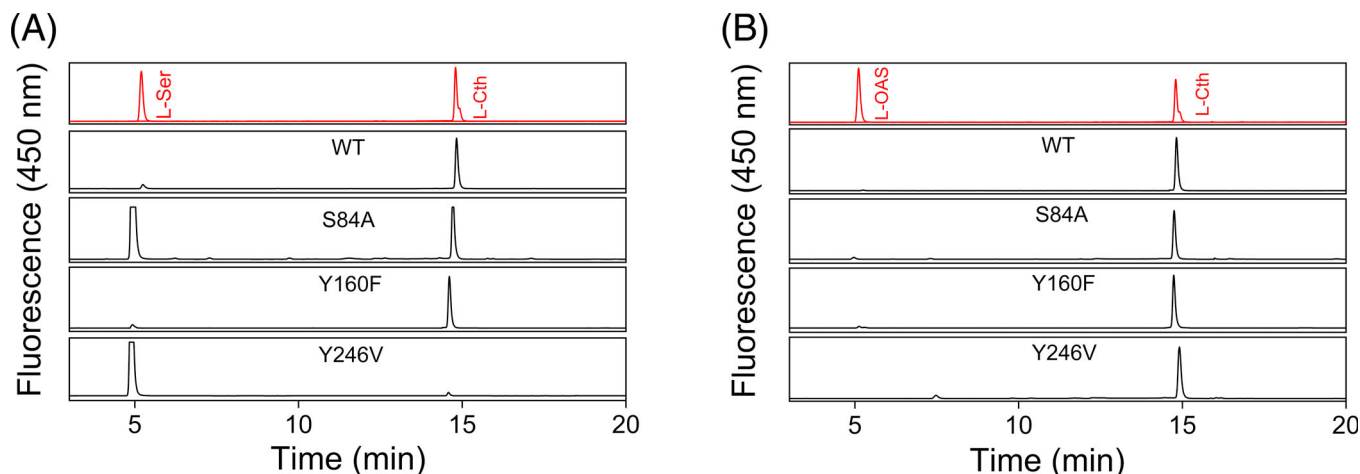 (A)
Fluorescence (450 nm)
L-Ser
L-Cth
WT
S84A
Y160F
Y246V
5
10
15
20
Time (min)
(B)
Fluorescence (450 nm)
L-OAS
L-Cth
WT
S84A
Y160F
Y246V
5
10
15
20
Time (min)